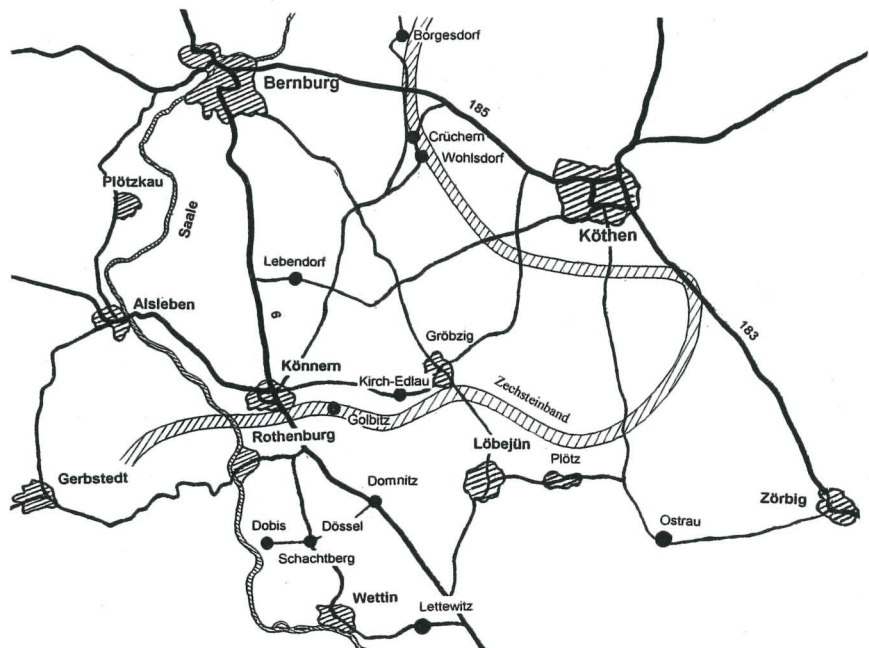 Borgesdorf
Bernburg
185
Crüchern
Wohlsdorf
Plötzkau
Saale
Köthen
Lebendorf
Alsleben
6
183
Gröbzig
Könnern
Kirch-Edlau
Zechsteinband
Golbitz
Rothenburg
Löbejün
Plötz
Gerbstedt
Domnitz
Zörbig
Dobis
Dössel
Ostrau
Schachtberg
Wettin
Lettewitz